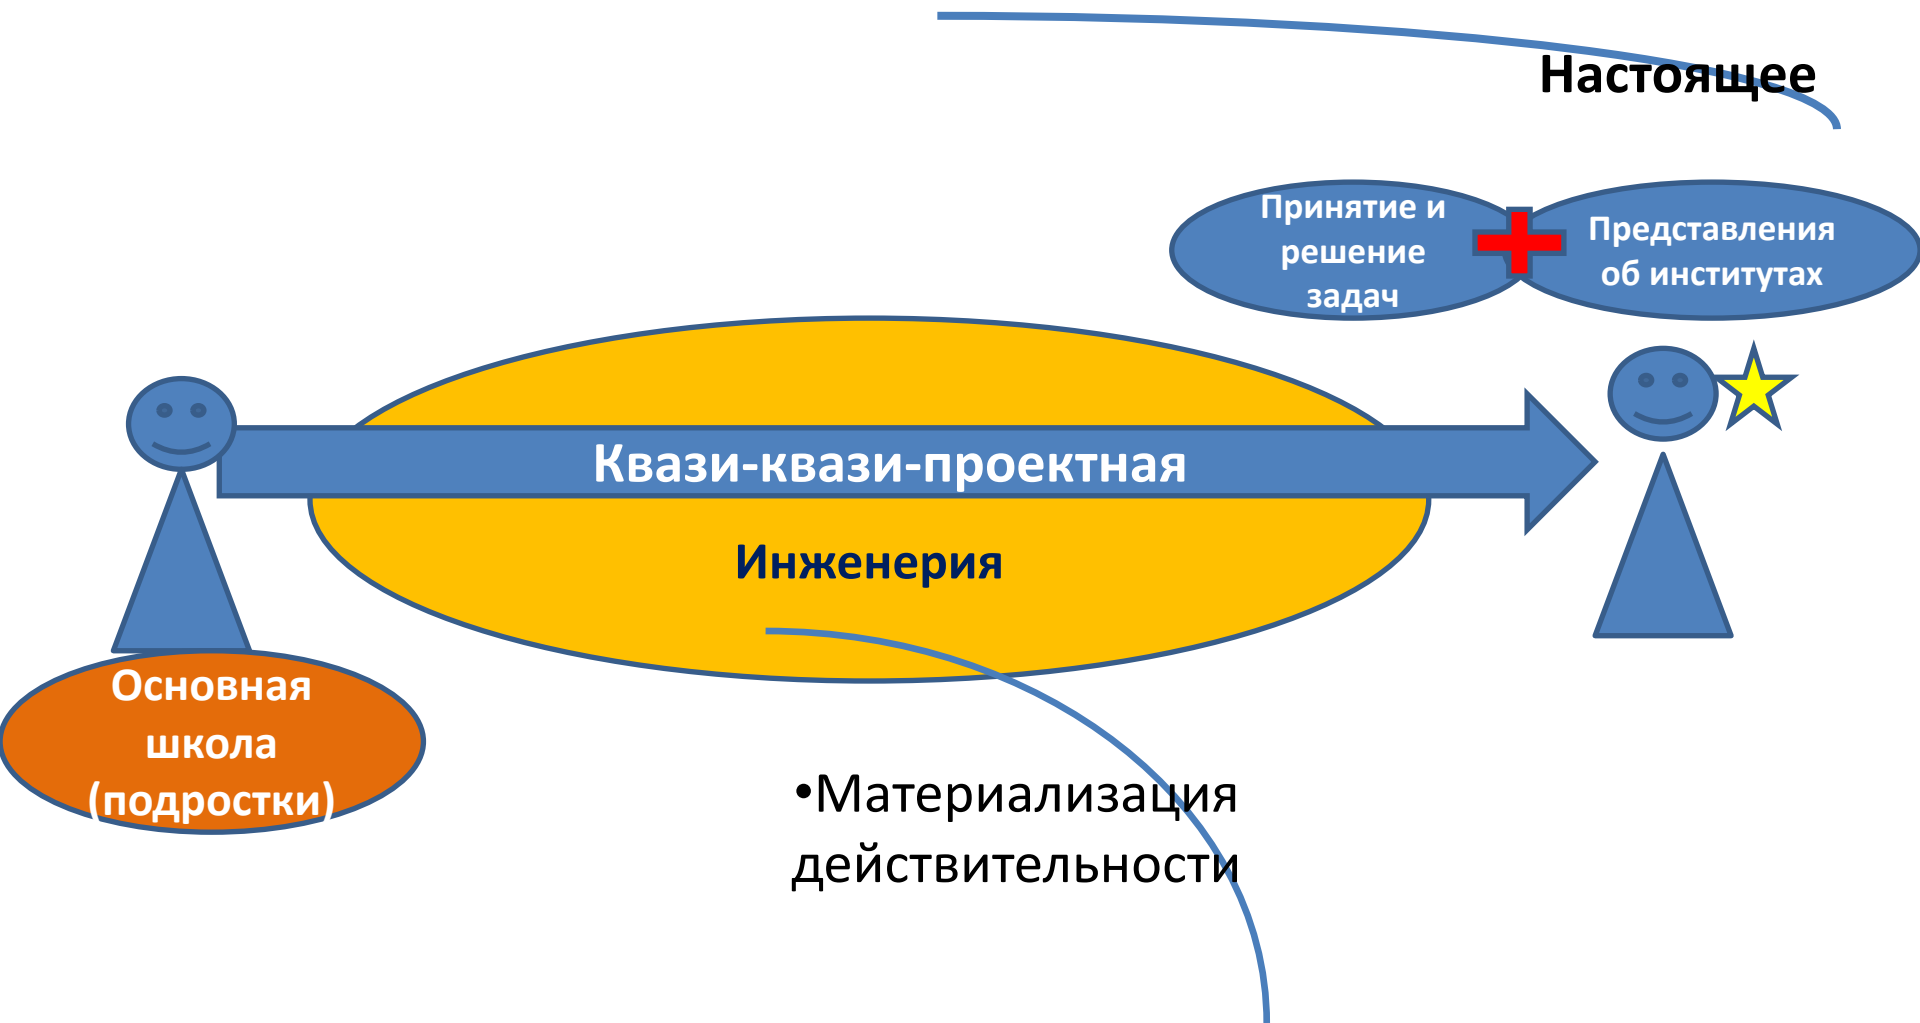 Настоящее
Принятие и
решение
задач
Представления
об институтах
Квази-квази-проектная
Инженерия
Основная
школа
(подростки)
•Материализация
действительности